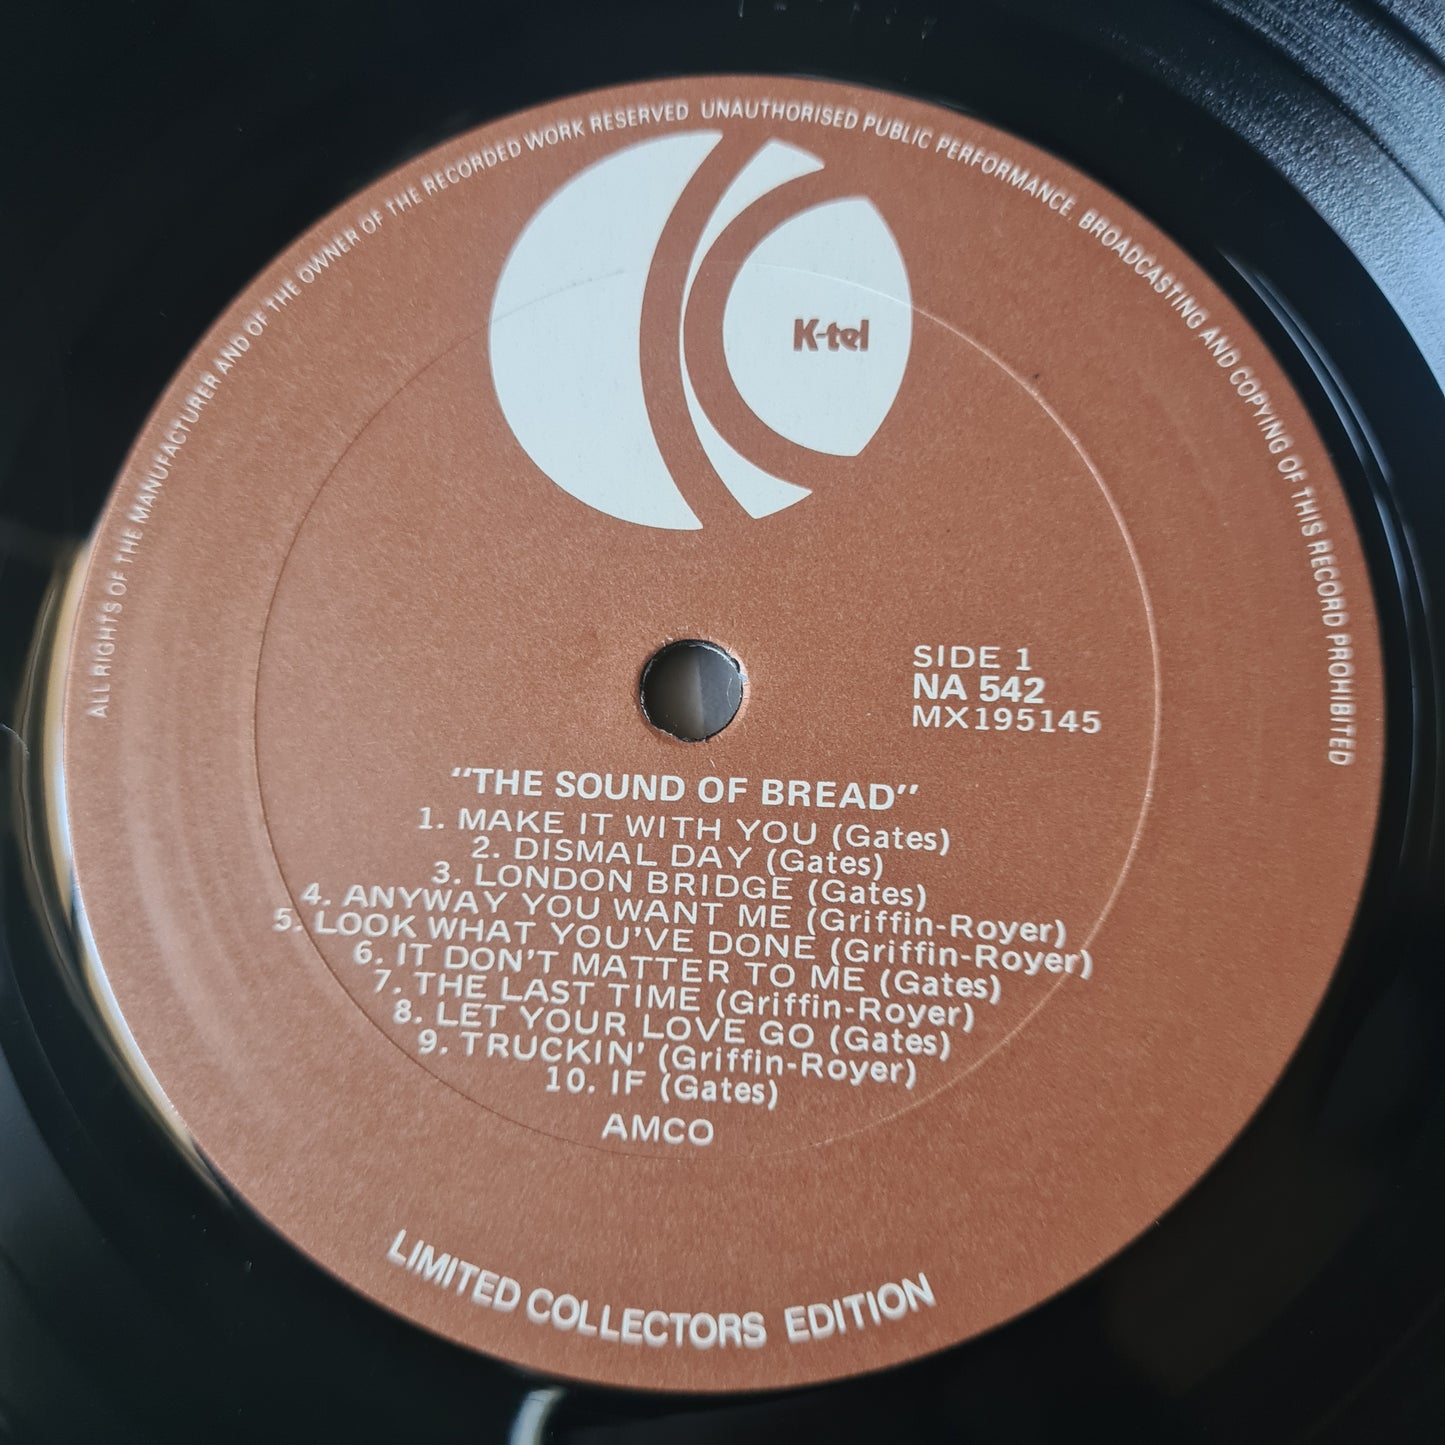 ALL RIGHTS OF THE MANUFACTURER AND OF THE OWNER OF THE RECORDED WORK RESERVED UNAUTHORISED PUBLIC PERFORMANCE BROADCASTING AND COPYING OF THIS RECORD PROHIBITED
K-tel
SIDE 1
NA 542
MX195145
"THE SOUND OF BREAD"
1. MAKE IT WITH YOU (Gates)
2. DISMAL DAY (Gates)
3. LONDON BRIDGE (Gates)
4. ANYWAY YOU WANT ME (Griffin-Royer)
5. LOOK WHAT YOU'VE DONE (Griffin-Royer)
6. IT DON'T MATTER TO ME (Gates)
7. THE LAST TIME (Griffin-Royer)
8. LET YOUR LOVE GO (Gates)
9. TRUCKIN' (Griffin-Royer)
10. IF (Gates)
AMCO
LIMITED COLLECTORS EDITION